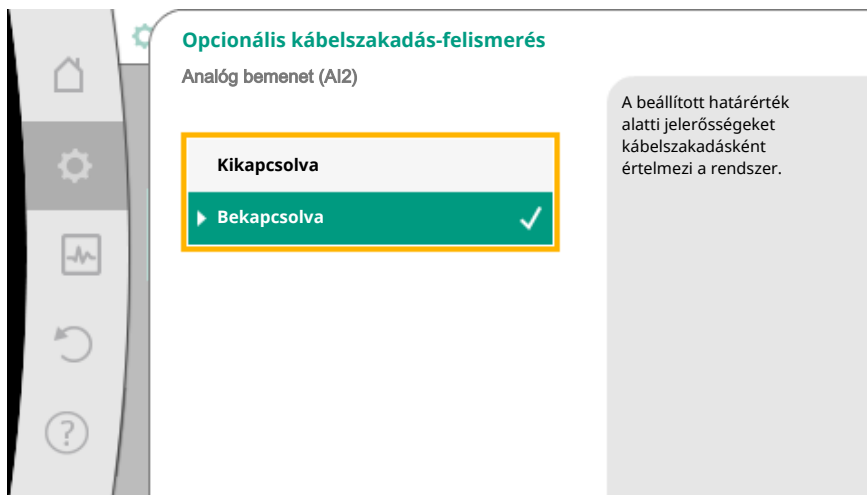 Opcionális kábelszakadás-felismerés
Analóg bemenet (AI2)
Kikapcsolva
Bekapcsolva
A beállított határérték
alatti jelerősségeket
kábelszakadásként
értelmezi a rendszer.
?